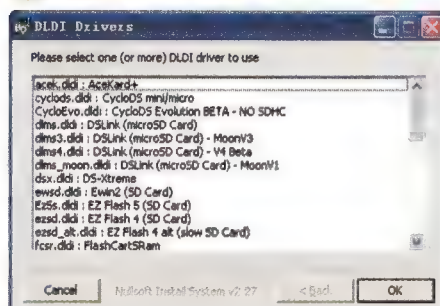 DLDI Drivers
Please select one (or more) DLDI driver to use
acek.dldi : AceKard+
cyclods.dldi : CycloDS mini/micro
CycloEvo.dldi : CycloDS Evolution BETA - NO SDHC
dlms.dldi : DSLink (microSD Card)
dlms3.dldi : DSLink (microSD Card) - MoonV3
dlms4.dldi : DSLink (microSD Card) - V4 Beta
dlms_moon.dldi : DSLink (microSD Card) - MoonV1
dsx.dldi : DS-Xtreme
ewsd.dldi : Ewin2 (SD Card)
Ez5s.dldi : EZ Flash 5 (SD Card)
ezsd.dldi : EZ Flash 4 (SD Card)
ezsd_alt.dldi : EZ Flash 4 alt (slow SD Card)
fcsr.dldi : FlashCartSRam
Cancel
Nullsoft Install System v2.27
< Back
OK